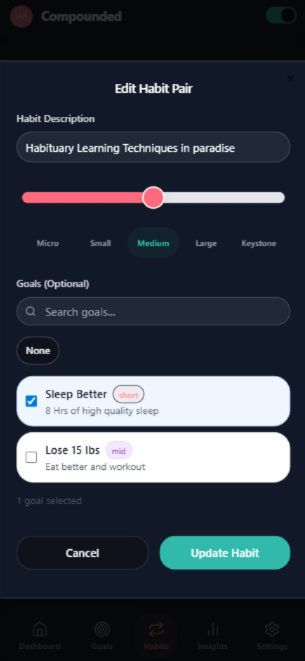 Compounded
Edit Habit Pair
Habit Description
Habituary Learning Techniques in paradise
Micro Small Medium Large Keystone
Goals (Optional)
Search goals...
None
Sleep Better short
8 Hrs of high quality sleep
Lose 15 lbs mid
Eat better and workout
1 goal selected
Cancel Update Habit
Dashboard Goals Habits Insights Settings